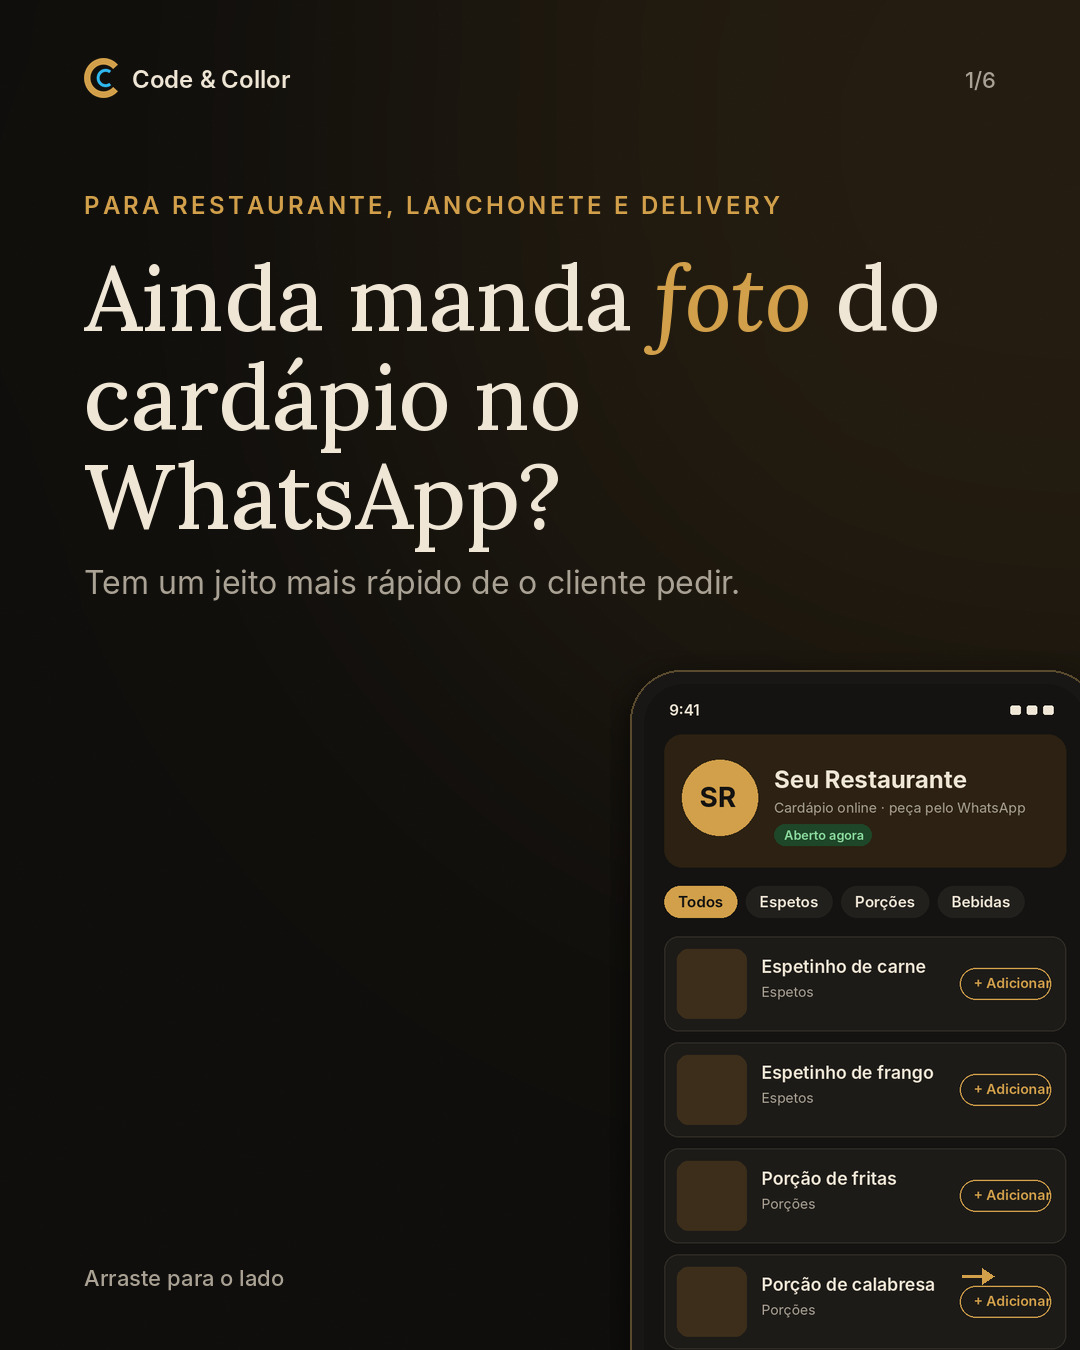 Code & Collor
1/6
PARA RESTAURANTE, LANCHONETE E DELIVERY
Ainda manda foto do
cardápio no
WhatsApp?
Tem um jeito mais rápido de o cliente pedir.
9:41
SR
Seu Restaurante
Cardápio online · peça pelo WhatsApp
Aberto agora
Todos
Espetos
Porções
Bebidas
Espetinho de carne
Espetos
+ Adicionar
Espetinho de frango
Espetos
+ Adicionar
Porção de fritas
Porções
+ Adicionar
Porção de calabresa
Porções
+ Adicionar
Arraste para o lado